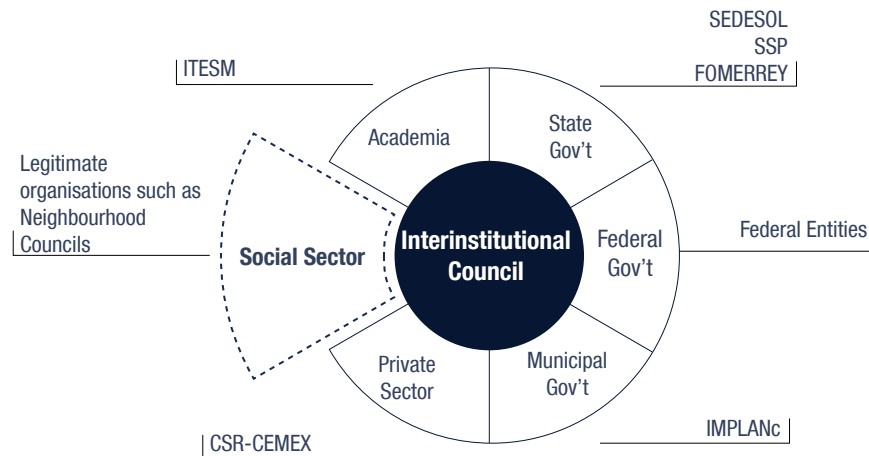 SEDESOL
SSP
FOMERREY
ITESM
Academia
State
Gov't
Legitimate
organisations such as
Neighbourhood
Councils
Social Sector
Interinstitutional
Council
Federal
Gov't
Federal Entities
Private
Sector
Municipal
Gov't
CSR-CEMEX
IMPLANc